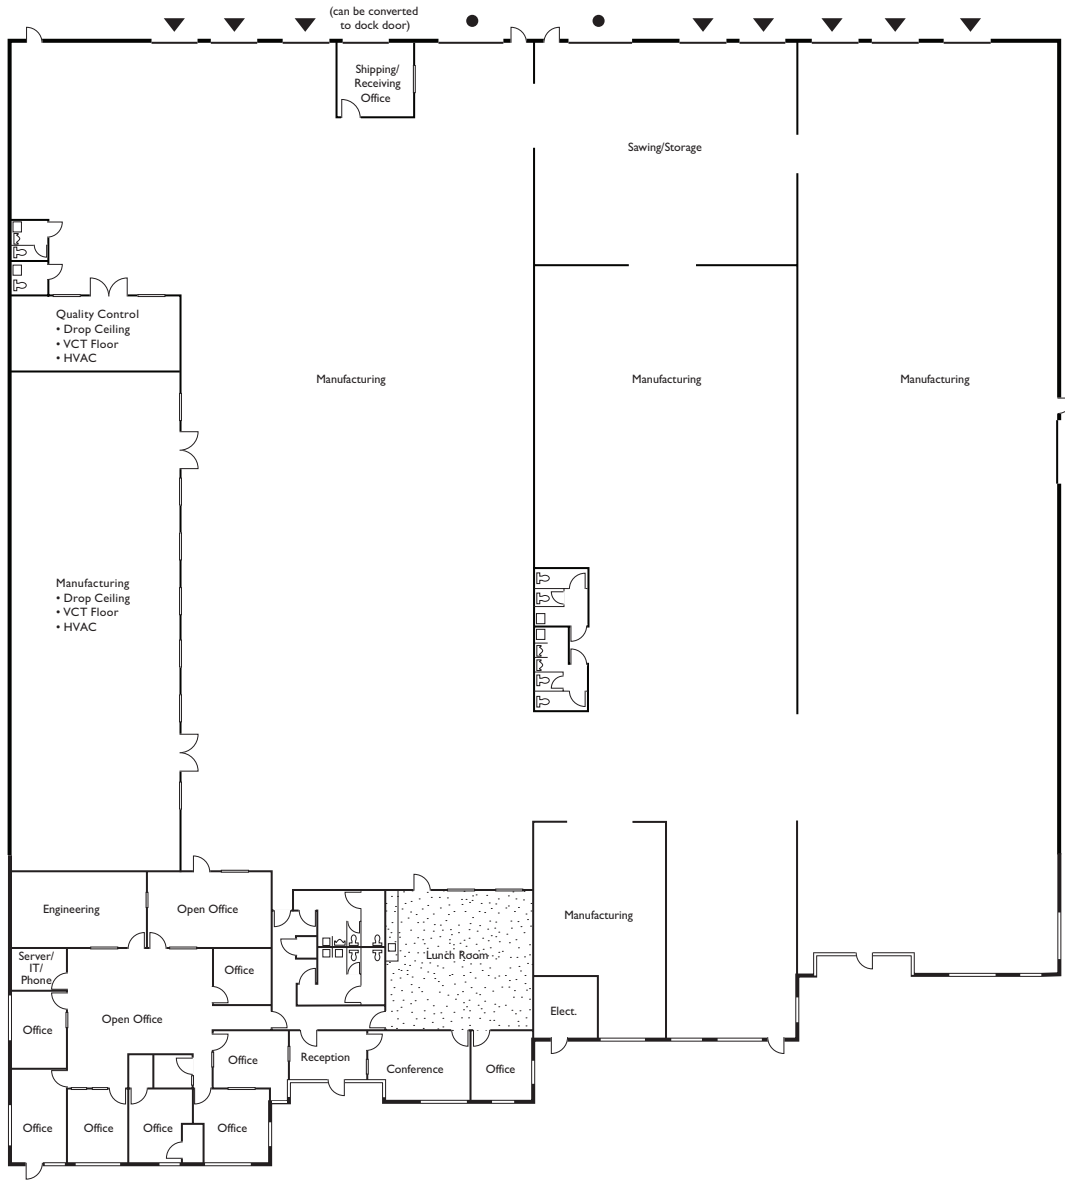 (can be converted
to dock door)
Shipping/
Receiving
Office
Sawing/Storage
Quality Control
• Drop Ceiling
• VCT Floor
• HVAC
Manufacturing
Manufacturing
Manufacturing
Manufacturing
• Drop Ceiling
• VCT Floor
• HVAC
Engineering
Open Office
Manufacturing
Server/
IT/
Phone
Office
Lunch Room
Office
Open Office
Elect.
Office
Reception
Conference
Office
Office
Office
Office
Office